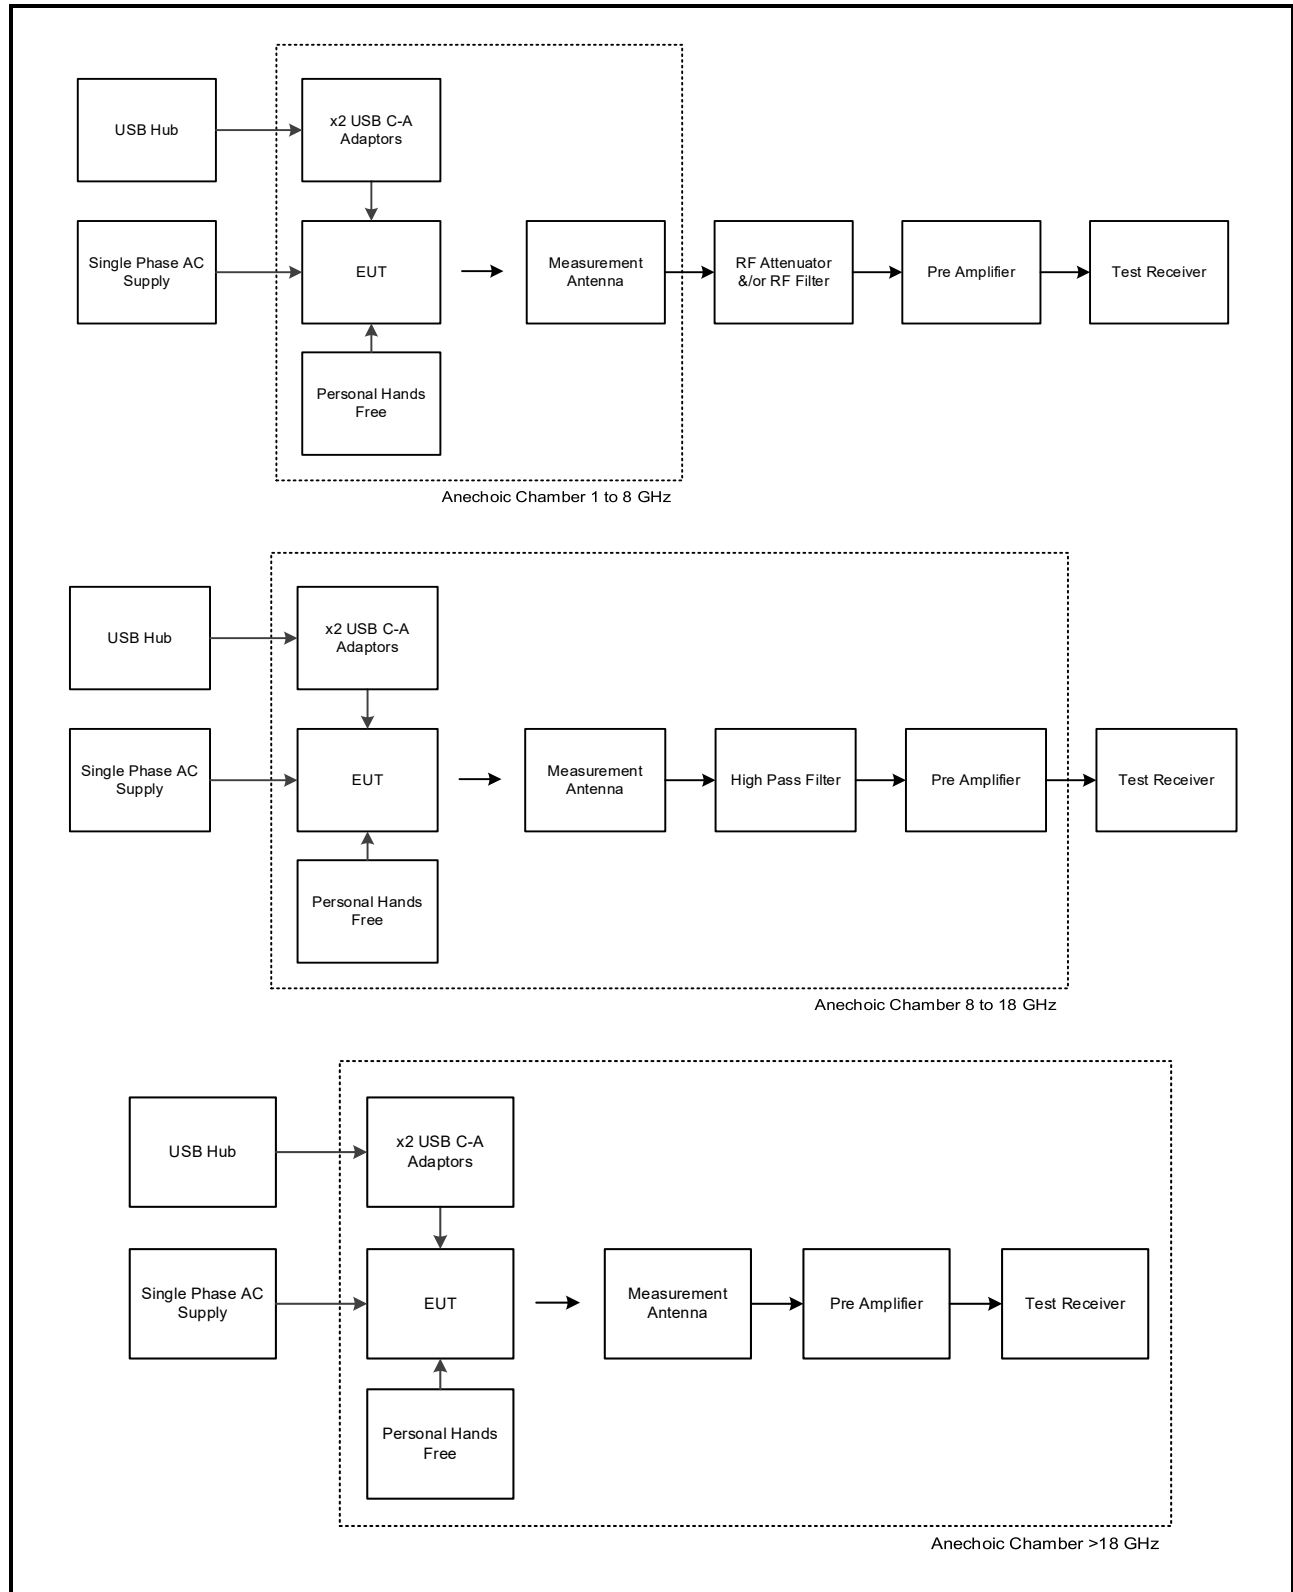 USB Hub
x2 USB C-A
Adaptors
Single Phase AC
Supply
EUT
Measurement
Antenna
RF Attenuator
&/or RF Filter
Pre Amplifier
Test Receiver
Personal Hands
Free
Anechoic Chamber 1 to 8 GHz
USB Hub
x2 USB C-A
Adaptors
Single Phase AC
Supply
EUT
Measurement
Antenna
High Pass Filter
Pre Amplifier
Test Receiver
Personal Hands
Free
Anechoic Chamber 8 to 18 GHz
USB Hub
x2 USB C-A
Adaptors
Single Phase AC
Supply
EUT
Measurement
Antenna
Pre Amplifier
Test Receiver
Personal Hands
Free
Anechoic Chamber >18 GHz